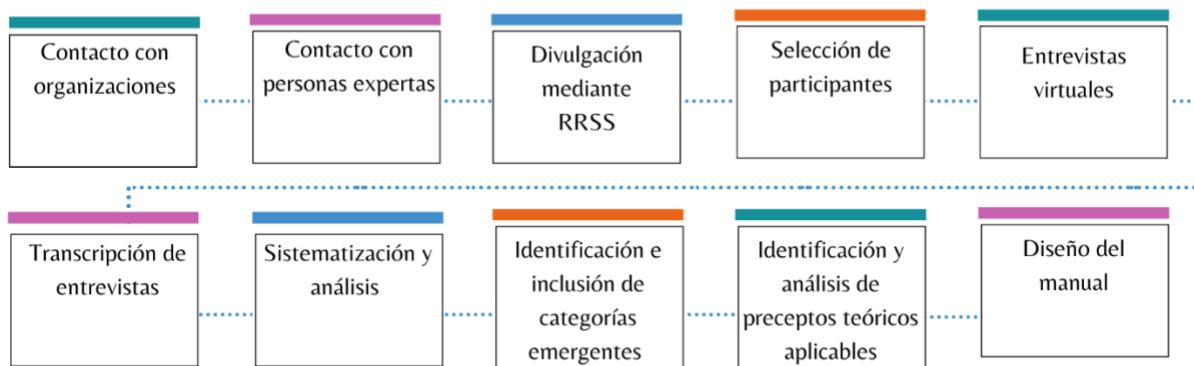 Contacto con
organizaciones
Contacto con
personas expertas
Divulgación
mediante
RRSS
Selección de
participantes
Entrevistas
virtuales
Transcripción de
entrevistas
Sistematización y
análisis
Identificación e
inclusión de
categorías
emergentes
Identificación y
análisis de
preceptos teóricos
aplicables
Diseño del
manual